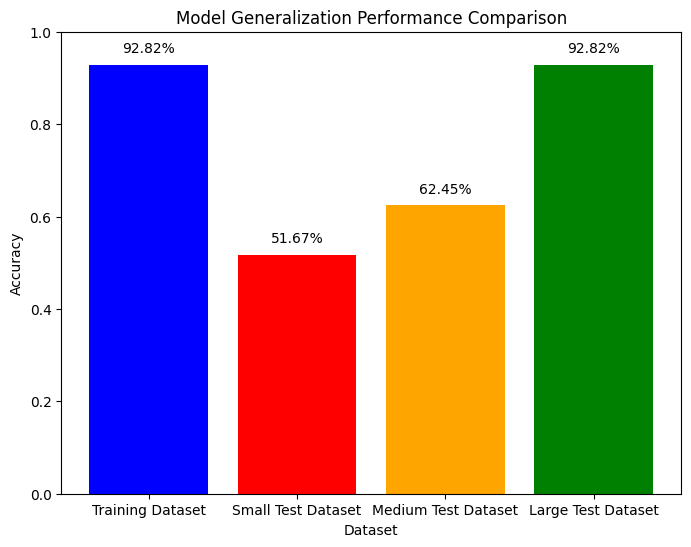 Model Generalization Performance Comparison
92.82%
51.67%
62.45%
92.82%
1.0
0.8
0.6
0.4
0.2
0.0
Accuracy
Training Dataset
Small Test Dataset
Medium Test Dataset
Large Test Dataset
Dataset